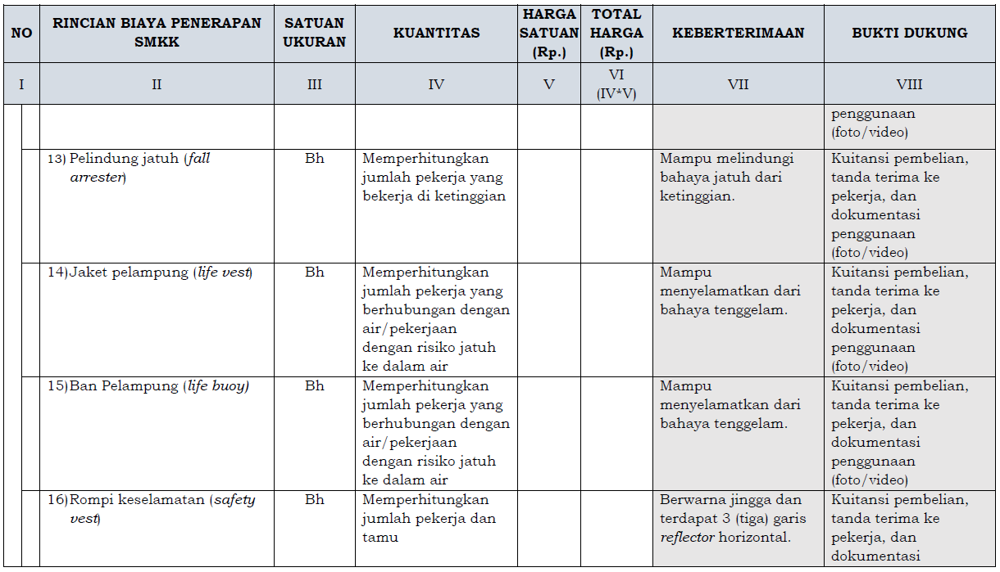 NO
RINCIAN BIAYA PENERAPAN
SMKK
SATUAN
UKURAN
KUANTITAS
HARGA
SATUAN
(Rp.)
TOTAL
HARGA
(Rp.)
KEBERTERIMAAN
BUKTI DUKUNG
I
II
III
IV
V
VI
(IV*V)
VII
VIII
penggunaan
(foto/video)
13) Pelindung jatuh (fall
arrester)
Bh
Memperhitungkan
jumlah pekerja yang
bekerja di ketinggian
Mampu melindungi
bahaya jatuh dari
ketinggian.
Kuitansi pembelian,
tanda terima ke
pekerja, dan
dokumentasi
penggunaan
(foto/video)
14)Jaket pelampung (life vest)
Bh
Memperhitungkan
jumlah pekerja yang
berhubungan dengan
air/pekerjaan
dengan risiko jatuh
ke dalam air
Mampu
menyelamatkan dari
bahaya tenggelam.
Kuitansi pembelian,
tanda terima ke
pekerja, dan
dokumentasi
penggunaan
(foto/video)
15)Ban Pelampung (life buoy)
Bh
Memperhitungkan
jumlah pekerja yang
berhubungan dengan
air/pekerjaan
dengan risiko jatuh
ke dalam air
Mampu
menyelamatkan dari
bahaya tenggelam.
Kuitansi pembelian,
tanda terima ke
pekerja, dan
dokumentasi
penggunaan
(foto/video)
16)Rompi keselamatan (safety
vest)
Bh
Memperhitungkan
jumlah pekerja dan
tamu
Berwarna jingga dan
terdapat 3 (tiga) garis
reflector horizontal.
Kuitansi pembelian,
tanda terima ke
pekerja, dan
dokumentasi